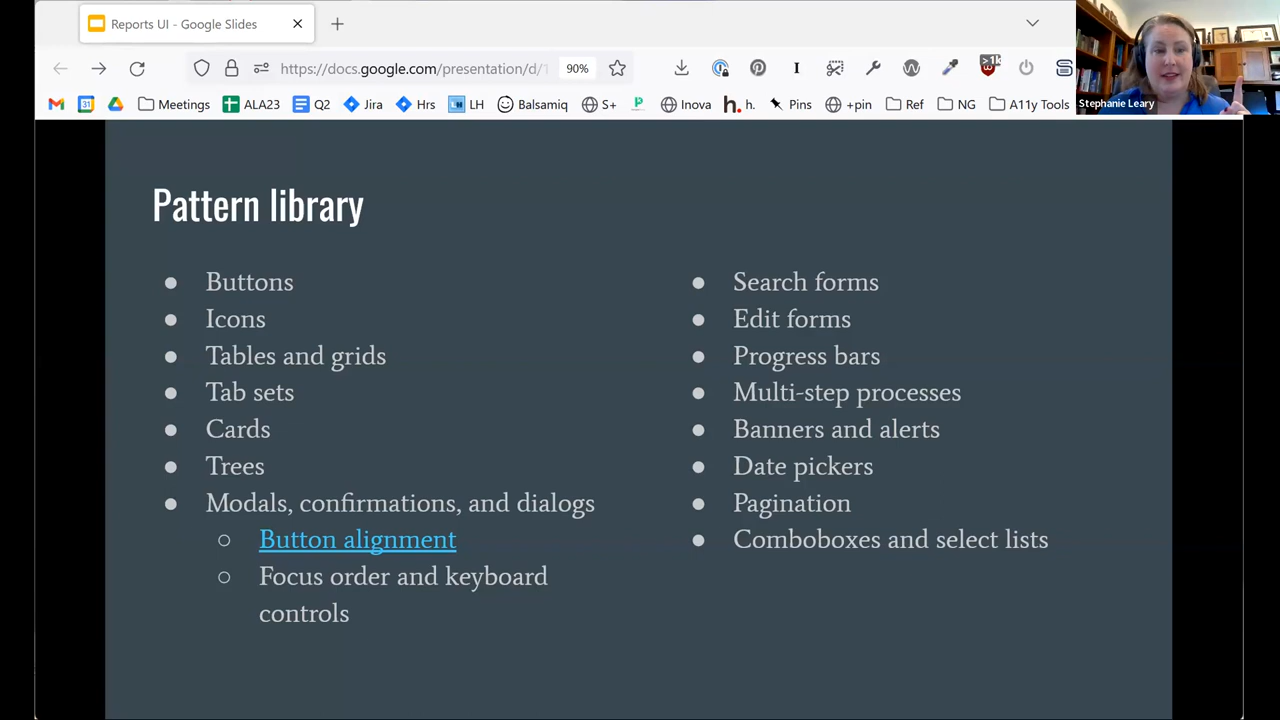 Reports UI - Google Slides
https://docs.google.com/presentation/d/1
90%
>1k
Meetings
ALA23
Q2
Jira
Hrs
LH
Balsamiq
S+
Inova
h.
Pins
+pin
Ref
NG
A11y Tools
Stephanie Leary
Pattern library
Buttons
Icons
Tables and grids
Tab sets
Cards
Trees
Modals, confirmations, and dialogs
Button alignment
Focus order and keyboard
controls
Search forms
Edit forms
Progress bars
Multi-step processes
Banners and alerts
Date pickers
Pagination
Comboboxes and select lists